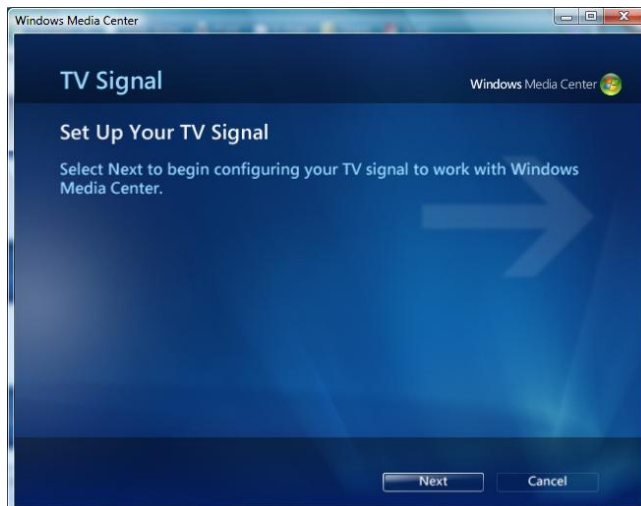 Windows Media Center
TV Signal
Windows Media Center
Set Up Your TV Signal
Select Next to begin configuring your TV signal to work with Windows
Media Center.
Next
Cancel